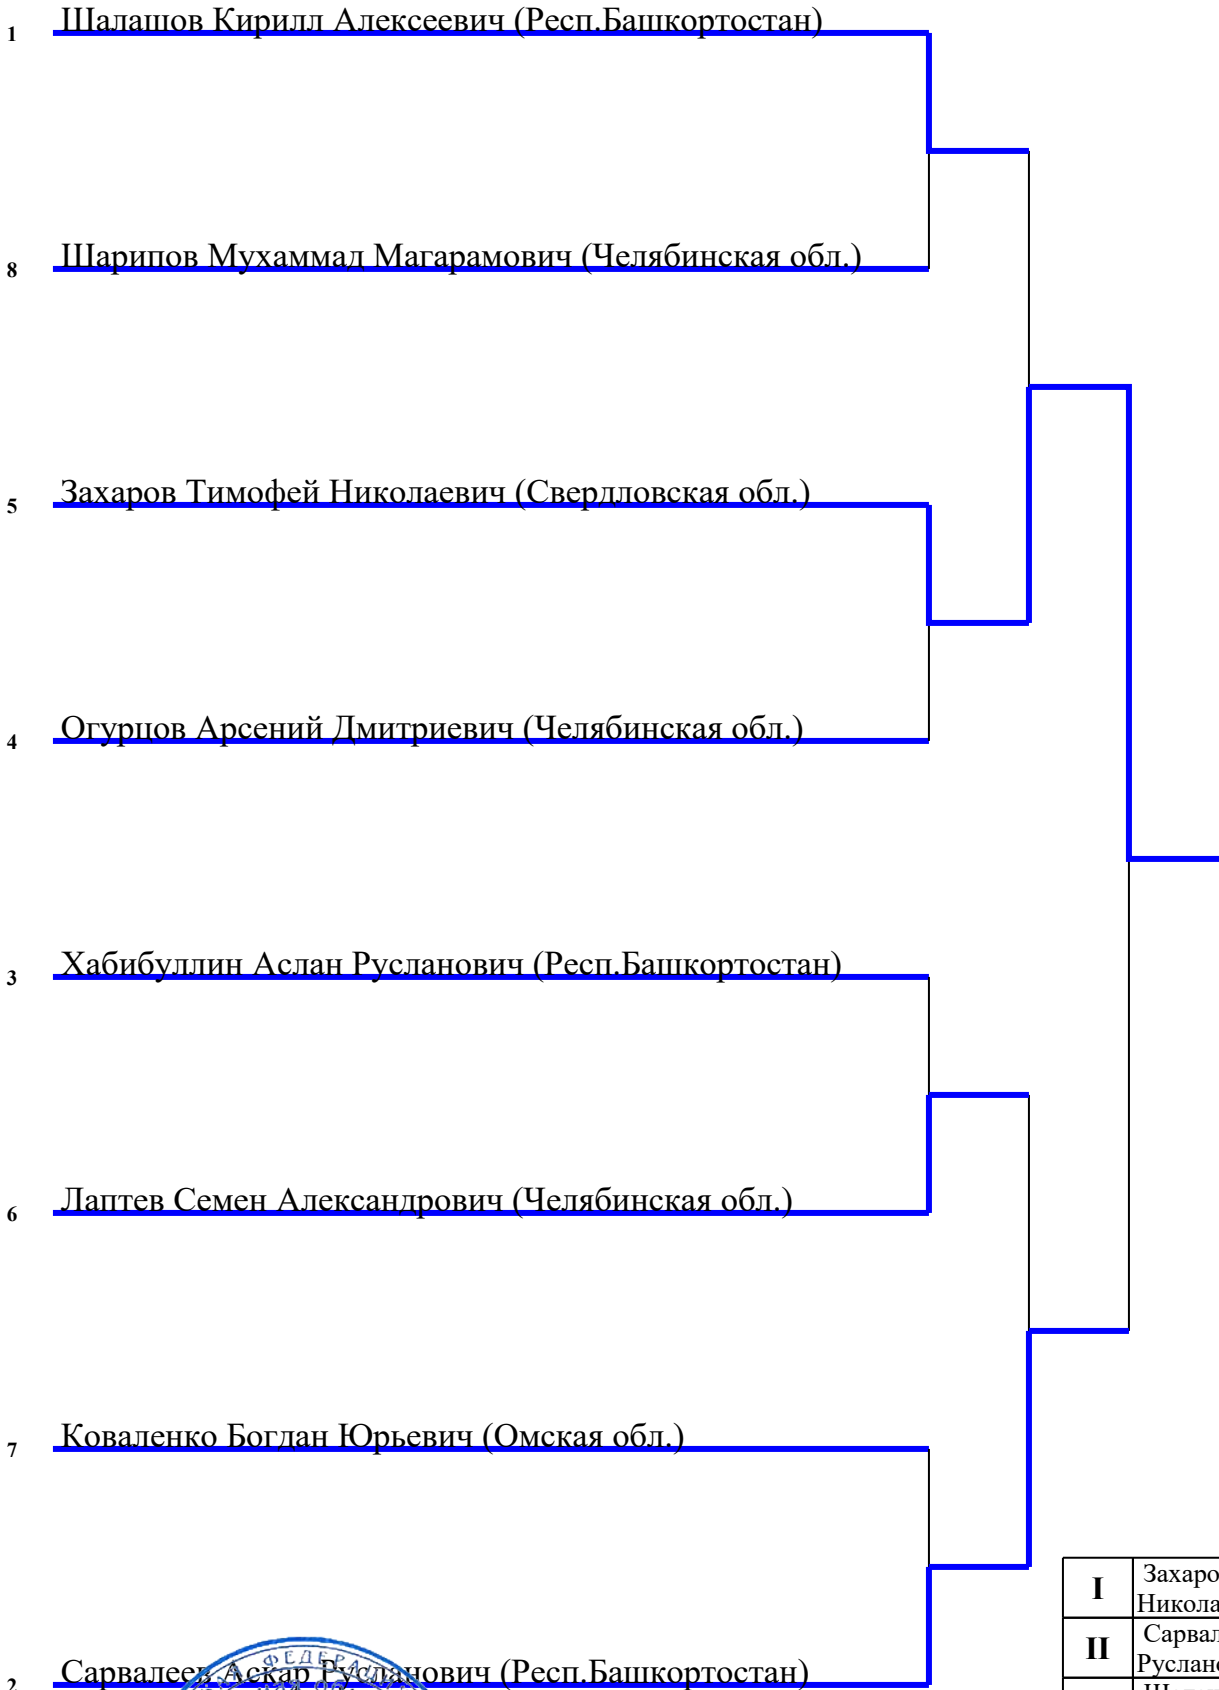 1 Шалашов Кирилл Алексеевич (Респ.Башкортостан)
8 Шарипов Мухаммад Магарамович (Челябинская обл.)
5 Захаров Тимофей Николаевич (Свердловская обл.)
4 Огурцов Арсений Дмитриевич (Челябинская обл.)
3 Хабибуллин Аслан Русланович (Респ.Башкортостан)
6 Лаптев Семен Александрович (Челябинская обл.)
7 Коваленко Богдан Юрьевич (Омская обл.)
I Захаро
Никола
II Сарвал
Руслано
2 Сарвалеев Аскар Русланович (Респ.Башкортостан)